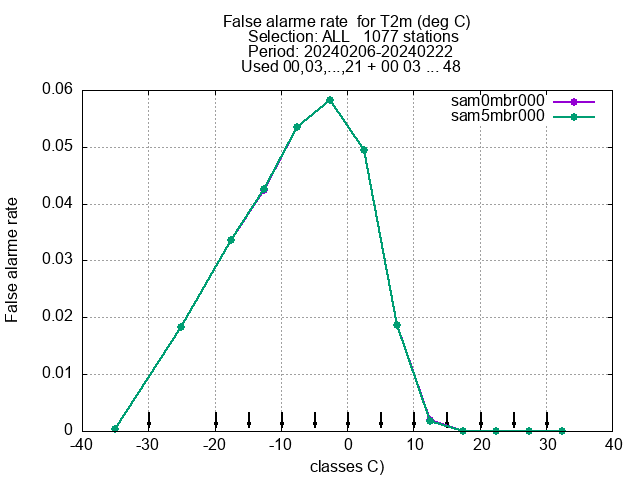 False alarme rate  for T2m (deg C)
Selection: ALL   1077 stations
Period: 20240206-20240222
Used 00,03,...,21 + 00 03 ... 48
sam0mbr000
sam5mbr000
0.06
0.05
0.04
0.03
0.02
0.01
0
False alarme rate
-40 -30 -20 -10 0 10 20 30 40
classes C)